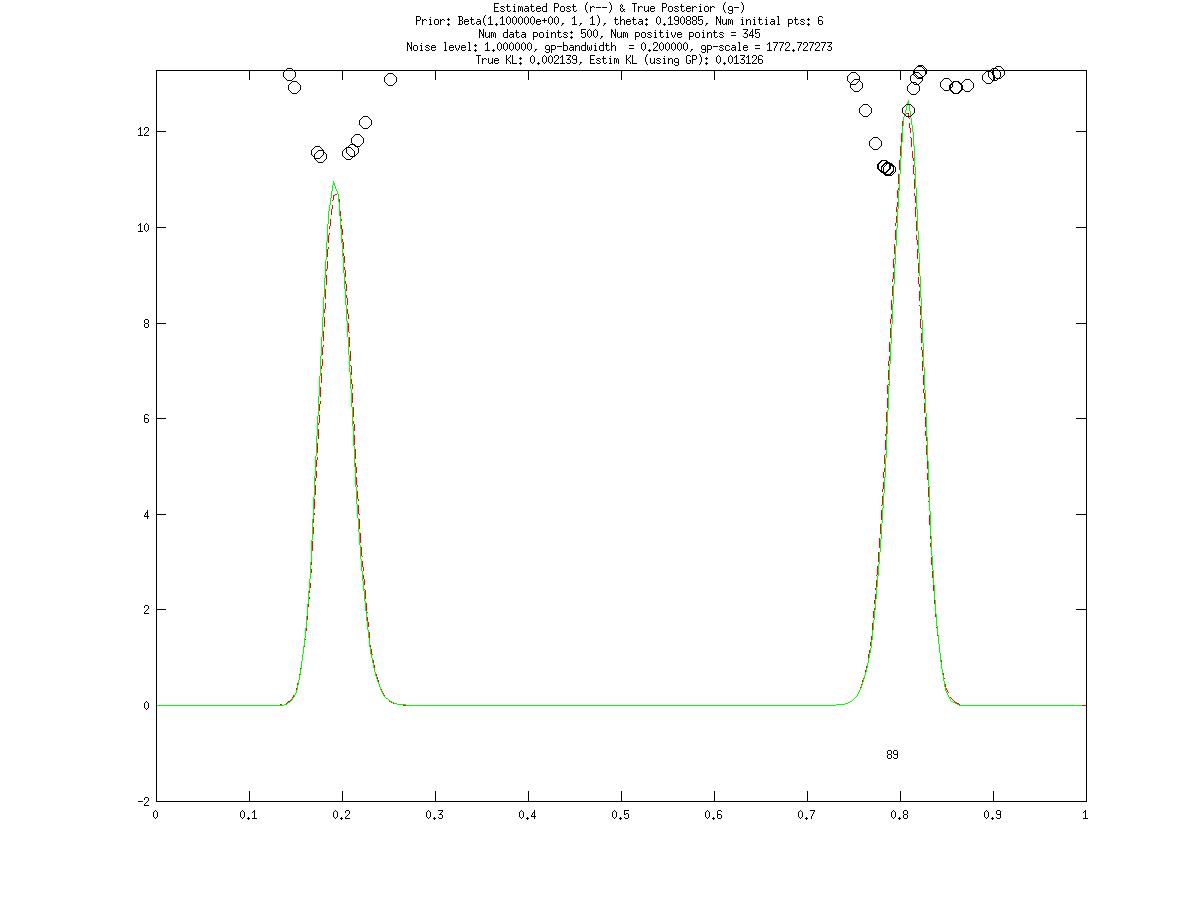 Estimated Post (r--) & True Posterior (g-)
Prior: Beta(1.100000e+00, 1, 1), theta: 0.190885, Num initial pts: 6
Num data points: 500, Num positive points = 345
Noise level: 1.000000, gp-bandwidth  = 0.200000, gp-scale = 1772.727273
True KL: 0.002139, Estim KL (using GP): 0.013126
12
10
8
6
4
2
0
89
-2
0 0.1 0.2 0.3 0.4 0.5 0.6 0.7 0.8 0.9 1